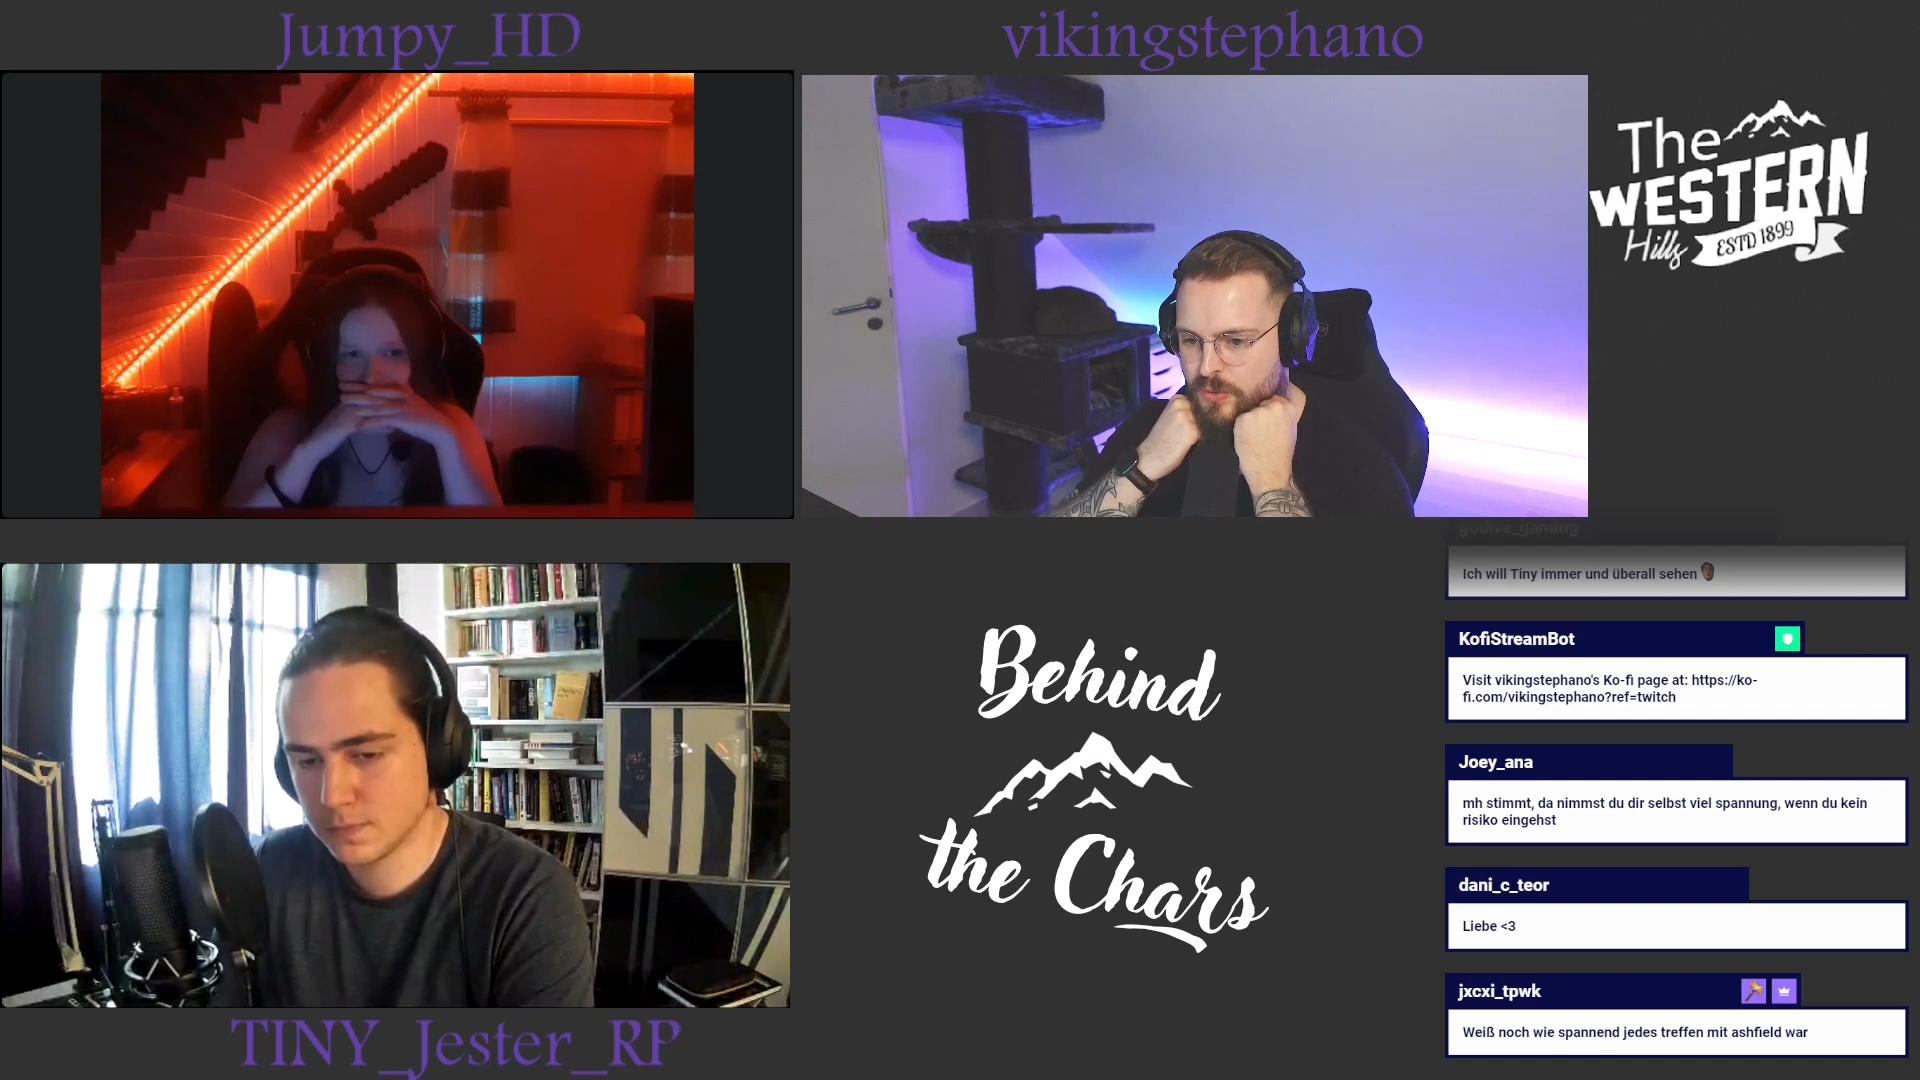 Jumpy_HD
vikingstephano
The
WESTERN
Hills
ESTD 1899
godiva_gaming
Ich will Tiny immer und überall sehen
KofiStreamBot
Visit vikingstephano's Ko-fi page at: https://ko-
fi.com/vikingstephano?ref=twitch
Joey_ana
mh stimmt, da nimmst du dir selbst viel spannung, wenn du kein
risiko eingehst
dani_c_teor
Liebe <3
jxcxi_tpwk
Weiß noch wie spannend jedes treffen mit ashfield war
Behind
the Chars
TINY_Jester_RP